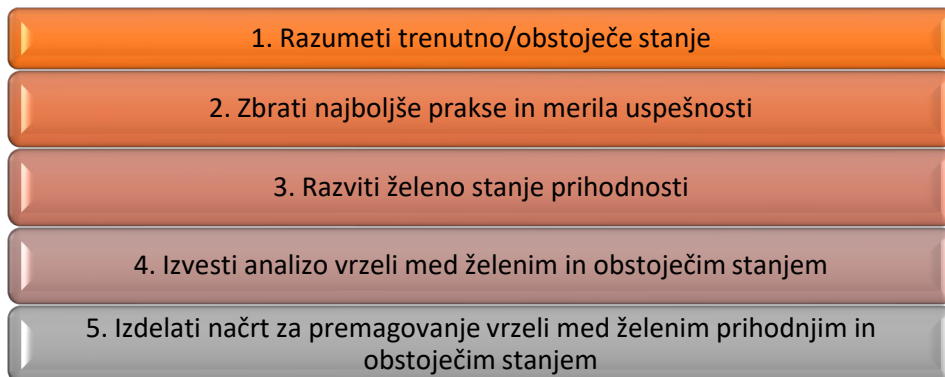 1. Razumeti trenutno/obstoječe stanje
2. Zbrati najboljše prakse in merila uspešnosti
3. Razviti želeno stanje prihodnosti
4. Izvesti analizo vrzeli med želenim in obstoječim stanjem
5. Izdelati načrt za premagovanje vrzeli med želenim prihodnjim in
obstoječim stanjem